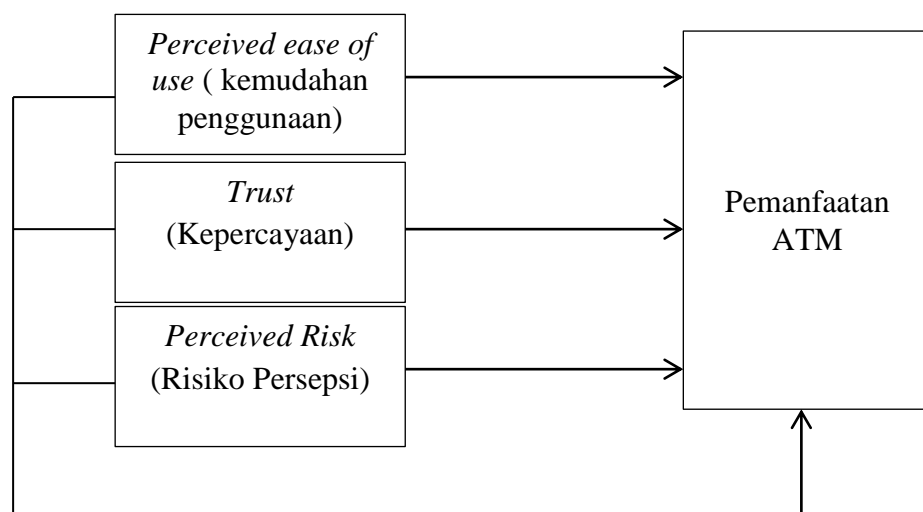 Perceived ease of
use ( kemudahan
penggunaan)
Trust
(Kepercayaan)
Perceived Risk
(Risiko Persepsi)
Pemanfaatan
ATM